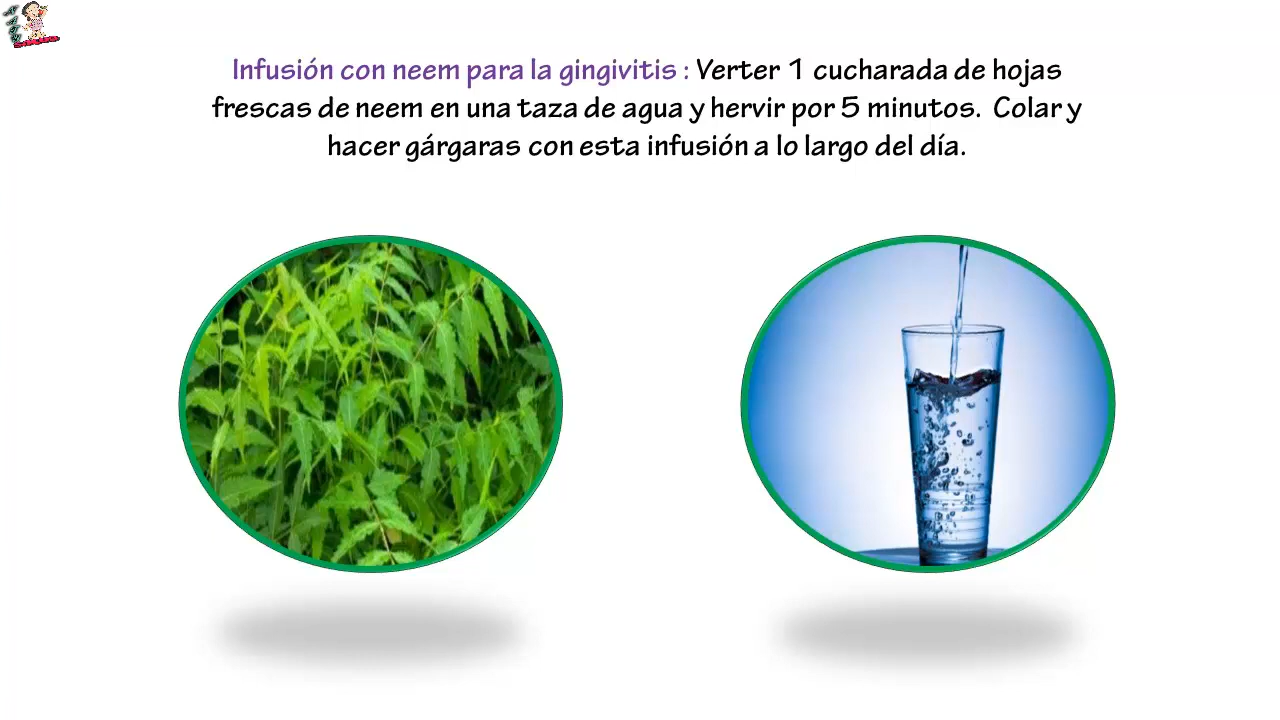 Infusión con neem para la gingivitis : Verter 1 cucharada de hojas
frescas de neem en una taza de agua y hervir por 5 minutos. Colar y
hacer gárgaras con esta infusión a lo largo del día.